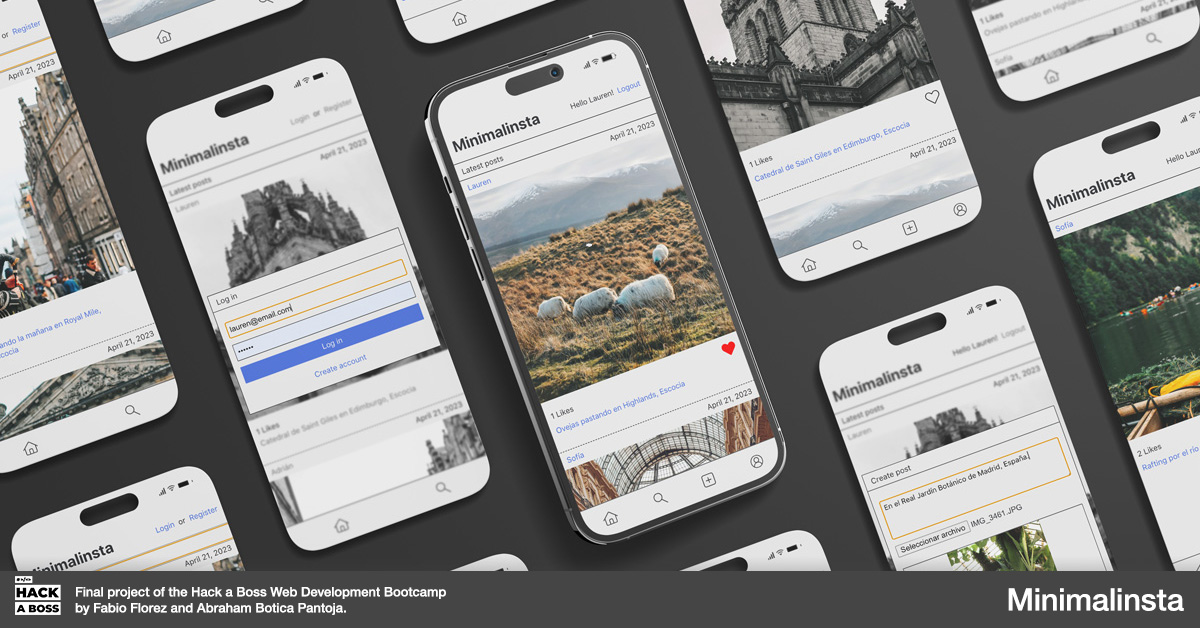 or Register
April 21, 2023
ando la mañana en Royal Mile,
cocia
April 21, 2023
Login or Register
Minimalinsta
April 21, 2023
Login or Register
Minimalinsta
April 21, 2023
Latest posts
Lauren
Log in
lauren@email.com
••••••
Log in
Create account
1 Likes
Catedral de Saint Giles en Edimburgo, Escocia
April 21, 2023
Adrián
Hello Lauren! Logout
Minimalinsta
April 21, 2023
Latest posts
Lauren
1 Likes
Ovejas pastando en Highlands, Escocia
April 21, 2023
Sofía
1 Likes
Catedral de Saint Giles en Edimburgo, Escocia
April 21, 2023
Hello Lauren! Logout
Minimalinsta
April 21, 2023
Latest posts
Lauren
Create post
En el Real Jardín Botánico de Madrid, España
Seleccionar archivo IMG_3461.JPG
April 21, 2023
1 Likes
Ovejas pastando en Highlands
Sofía
Hello Lau
Minimalinsta
Sofía
2 Likes
Rafting por el río
HACK
A BOSS
Final project of the Hack a Boss Web Development Bootcamp
by Fabio Florez and Abraham Botica Pantoja.
Minimalinsta